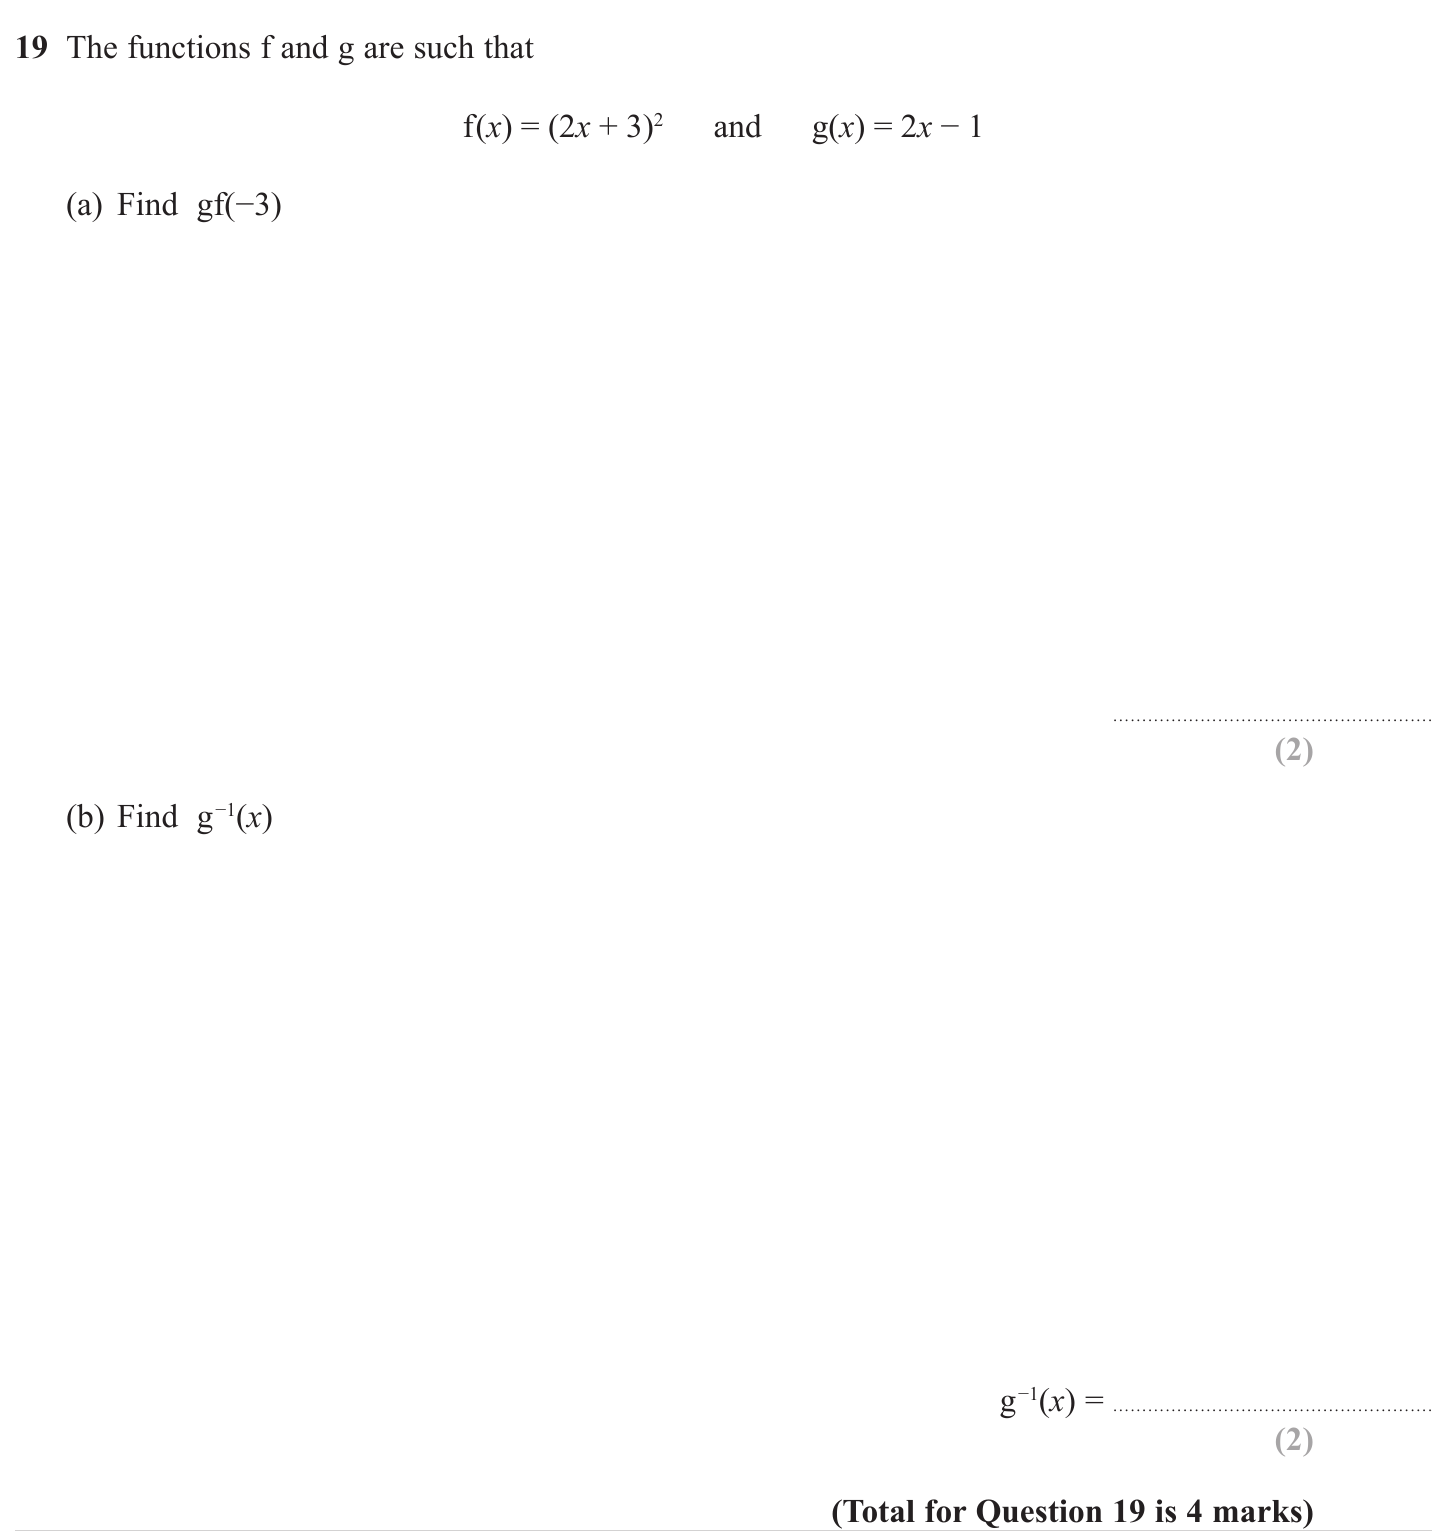 19 The functions f and g are such that
f(x) = (2x + 3)² and g(x) = 2x − 1
(a) Find gf(−3)
(2)
(b) Find g⁻¹(x)
g⁻¹(x) =
(2)
(Total for Question 19 is 4 marks)